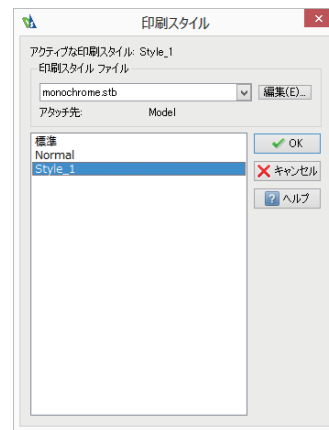 印刷スタイル
アクティブな印刷スタイル: Style_1
印刷スタイル ファイル
monochrome.stb
編集(E)...
アタッチ先: Model
標準
Normal
Style_1
OK
キャンセル
ヘルプ